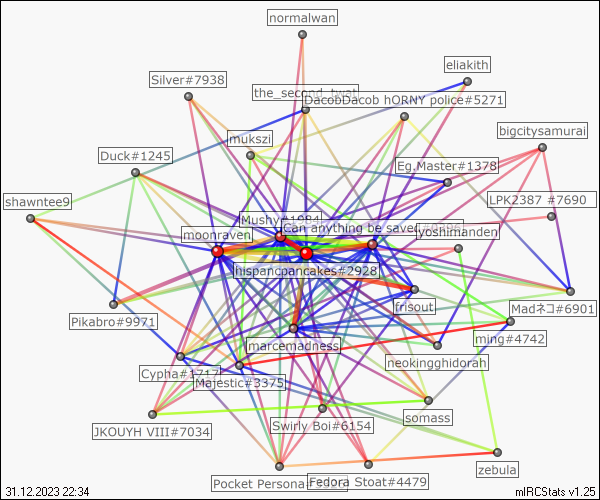 normalwan
eliakith
Silver#7938
the_second_twat
DacobDacob hORNY police#5271
bigcitysamurai
mukszi
Duck#1245
Eg.Master#1378
shawntee9
LPK2387 #7690
Mushy#1984
Can anything be saved
moonraven
yoshimanden
hispancpancakes#2928
frisout
Madネコ#6901
Pikabro#9971
ming#4742
marcemadness
neokingghidorah
Cypha#1717
Majestic#3375
somass
JKOUYH VIII#7034
Swirly Boi#6154
zebula
Pocket Persona
Fedora Stoat#4479
31.12.2023 22:34
mIRCStats v1.25